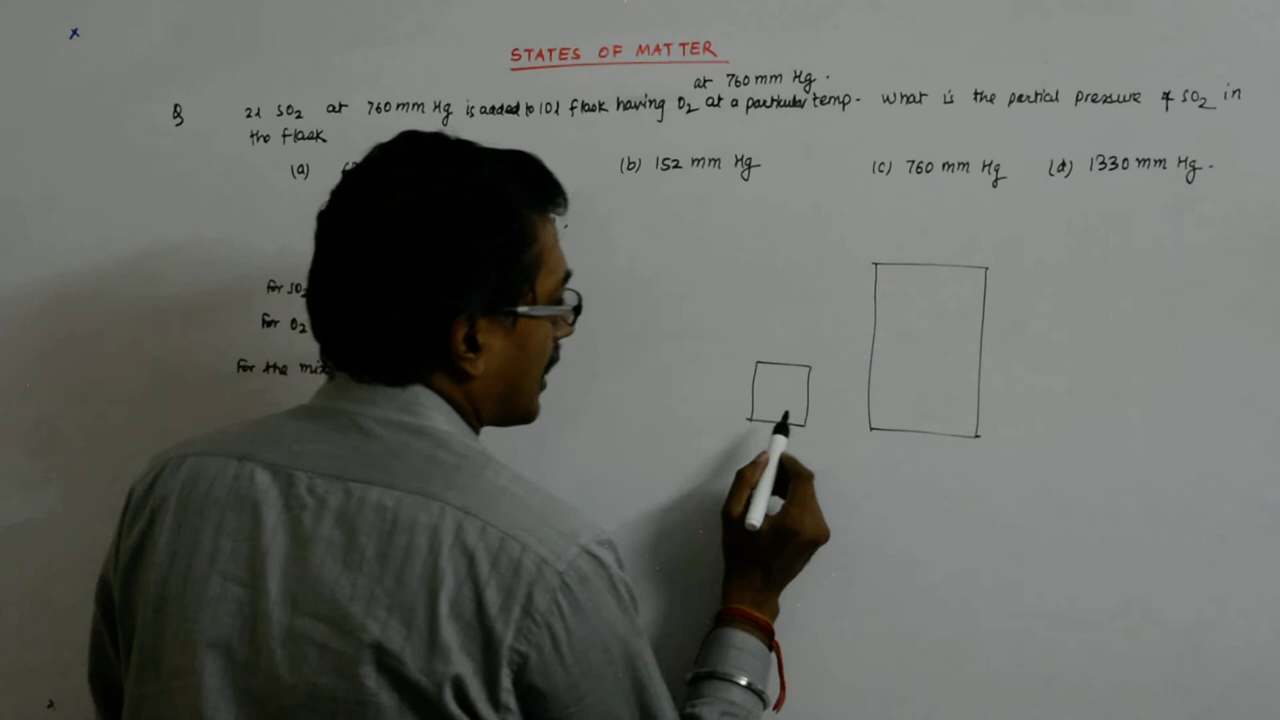 STATES OF MATTER
at 760 mm Hg.
Q 2l SO2 at 760 mm Hg is added to 10l flask having O2 at a particular temp. What is the partial pressure of SO2 in
the flask
(a) (b) 152 mm Hg (c) 760 mm Hg (d) 1330 mm Hg.
for SO2
for O2
For the